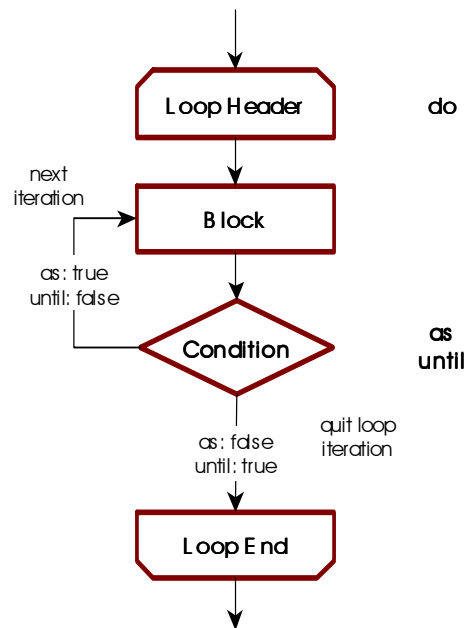 Loop Header
do
next
iteration
Block
as: true
until: false
Condition
as
until
as: false
until: true
quit loop
iteration
Loop End